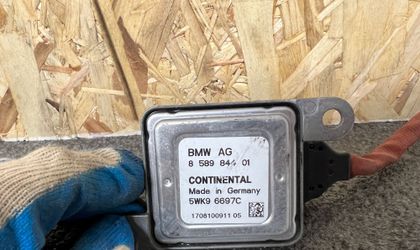 BMW AG
8 589 844 01
CONTINENTAL
Made in Germany
5WK9 6697C
1708100911 05